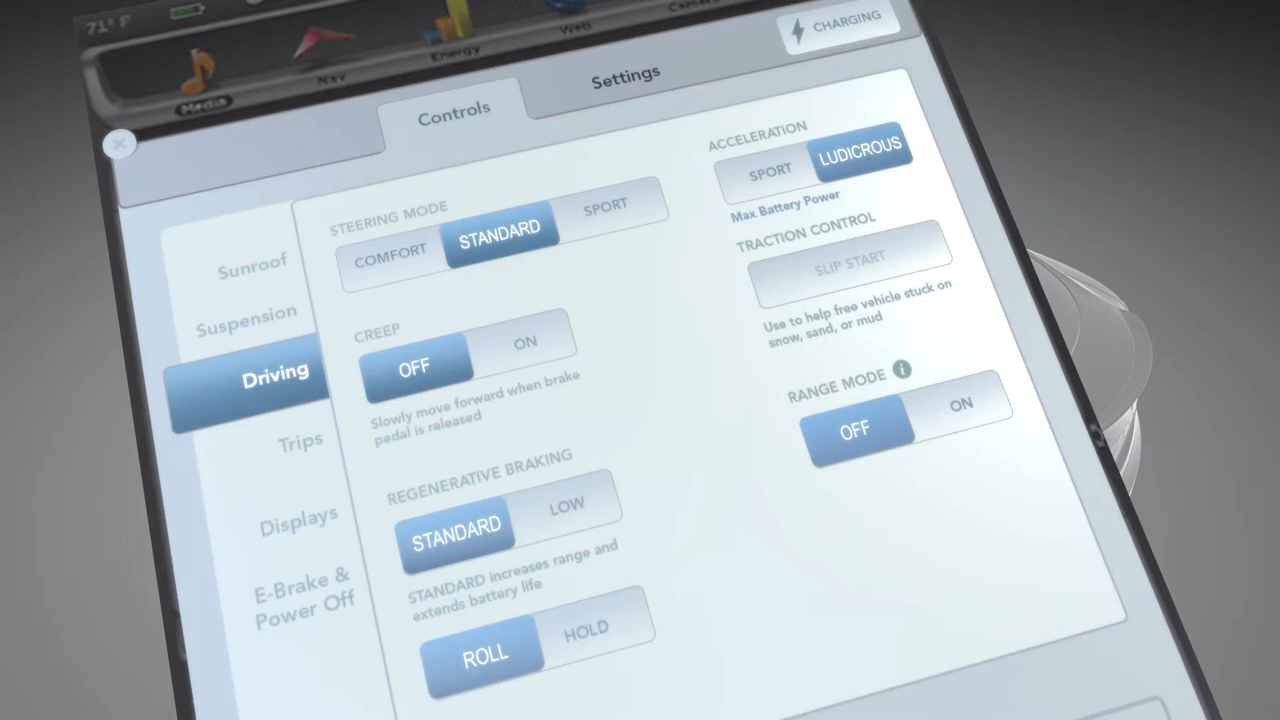 71° F
Media
Nav
Energy
Web
Camera
CHARGING
Controls
Settings
Sunroof
Suspension
Driving
Trips
Displays
E-Brake &
Power Off
STEERING MODE
COMFORT
STANDARD
SPORT
CREEP
OFF
ON
Slowly move forward when brake
pedal is released
REGENERATIVE BRAKING
STANDARD
LOW
STANDARD increases range and
extends battery life
ROLL
HOLD
ACCELERATION
SPORT
LUDICROUS
Max Battery Power
TRACTION CONTROL
SLIP START
Use to help free vehicle stuck on
snow, sand, or mud
RANGE MODE
OFF
ON